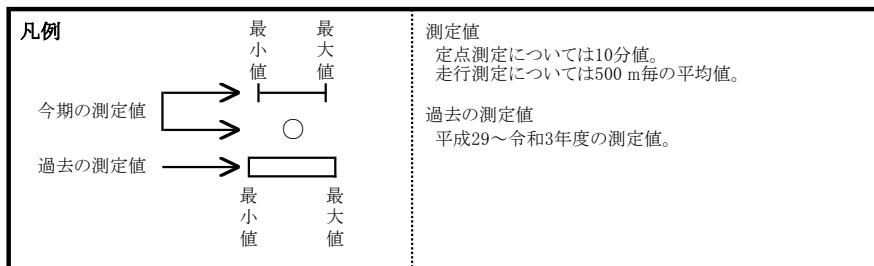 凡例
最小値
最大値
今期の測定値
過去の測定値
最小値
最大値
測定値
定点測定については10分値。
走行測定については500 m毎の平均値。
過去の測定値
平成29～令和3年度の測定値。